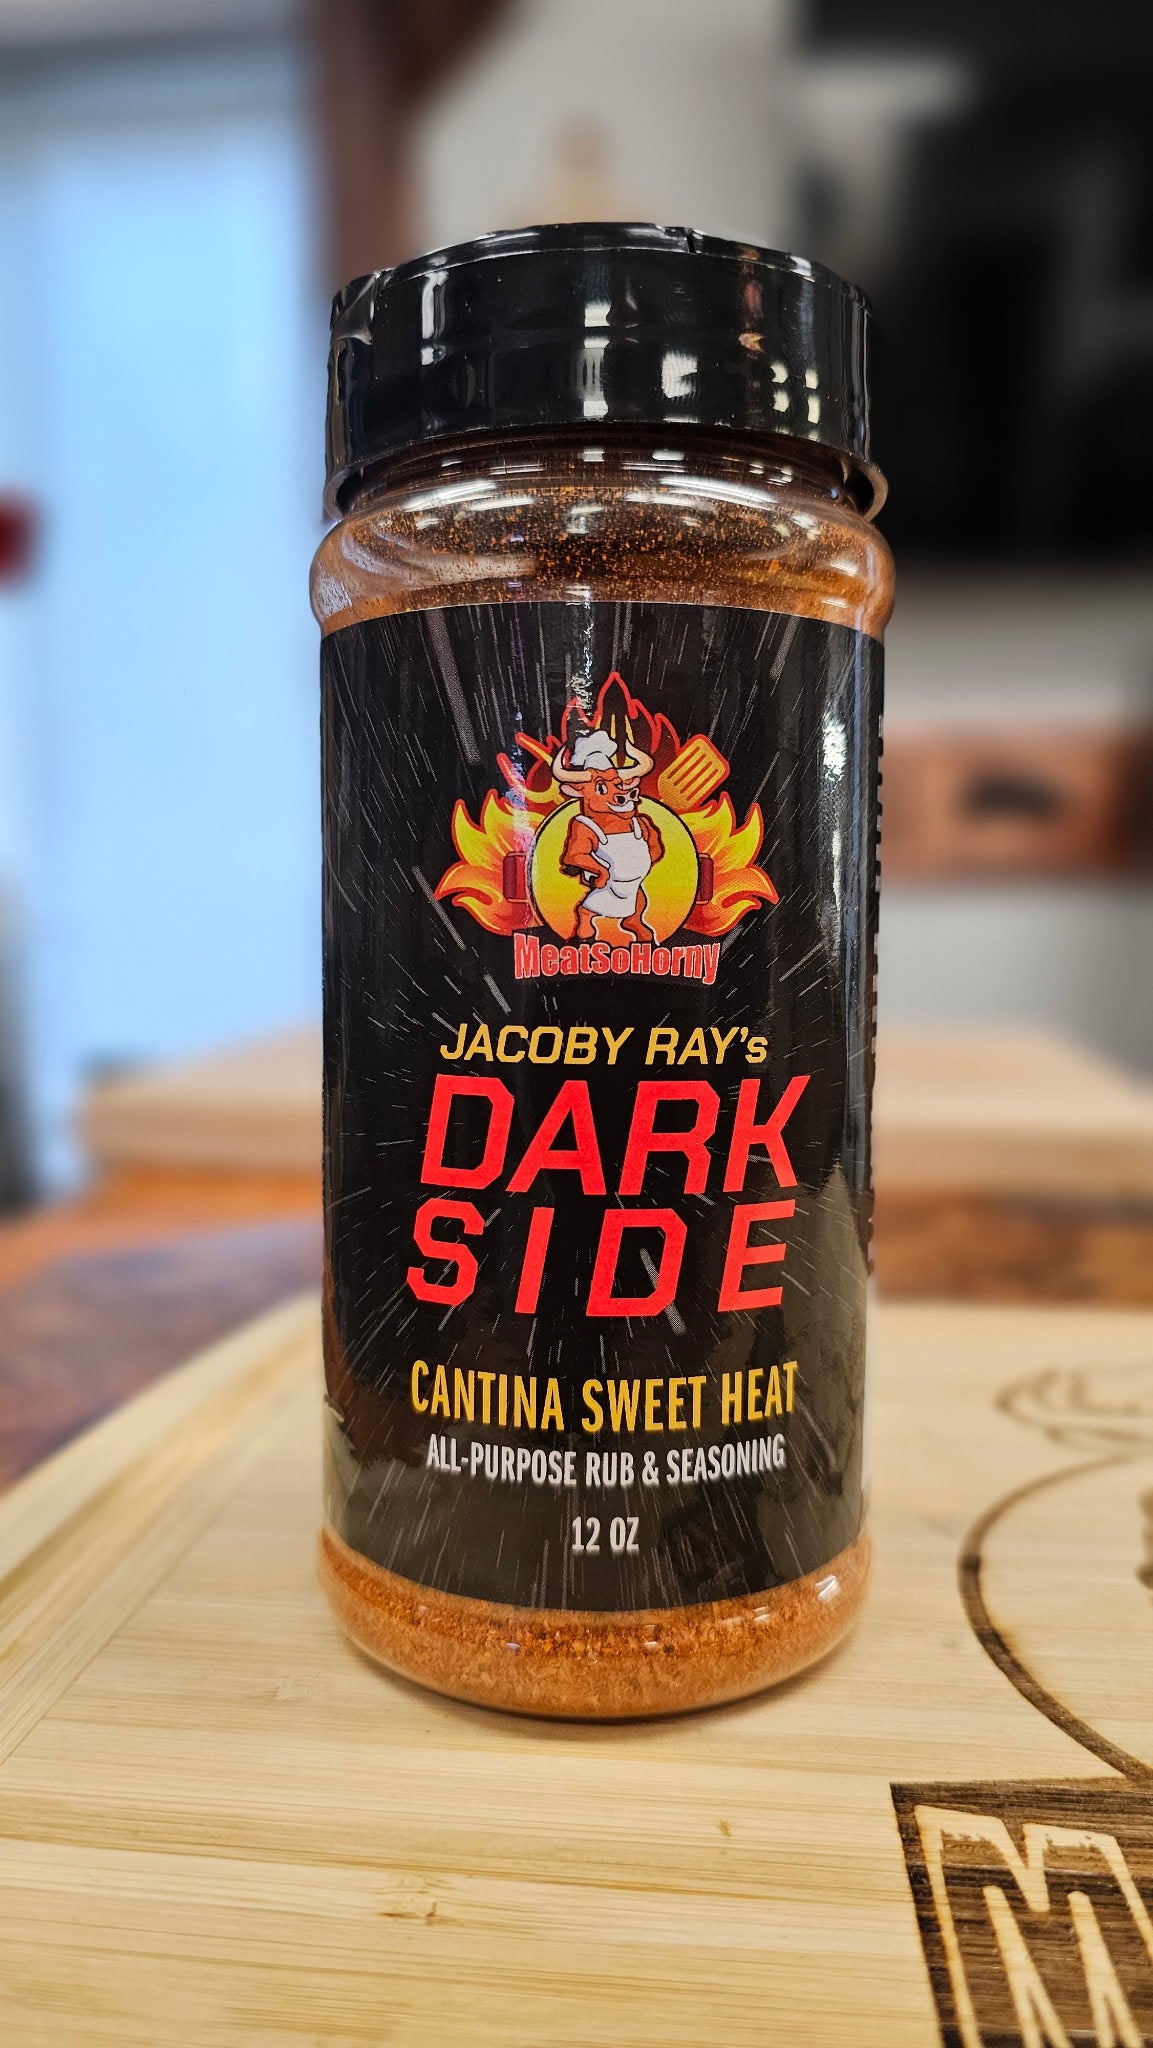 MeatSoHorny
JACOBY RAY's
DARK
SIDE
CANTINA SWEET HEAT
ALL-PURPOSE RUB & SEASONING
12 OZ
M